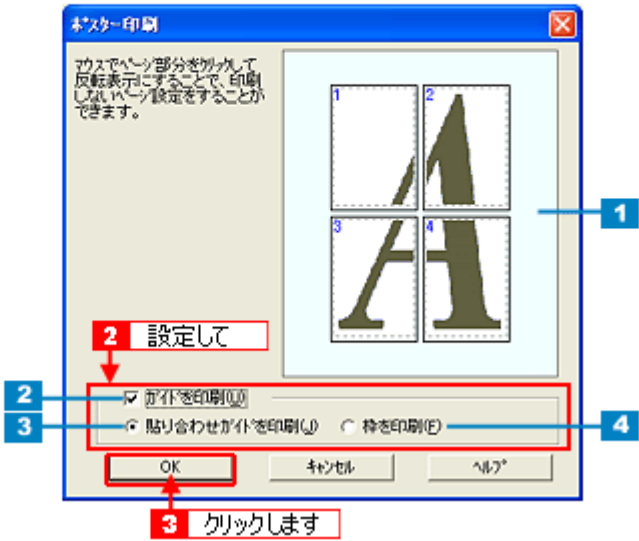 ﾎﾟｽﾀｰ印刷
ﾏｳｽでﾍﾟｰｼﾞ部分をｸﾘｯｸして
反転表示にすることで、印刷
しないﾍﾟｰｼﾞ設定をすることが
できます。
1
2
3
4
1
2 設定して
2
ｶﾞｲﾄﾞを印刷(U)
3
貼り合わせｶﾞｲﾄﾞを印刷(J)
枠を印刷(F)
4
OK
ｷｬﾝｾﾙ
ﾍﾙﾌﾟ
3 クリックします